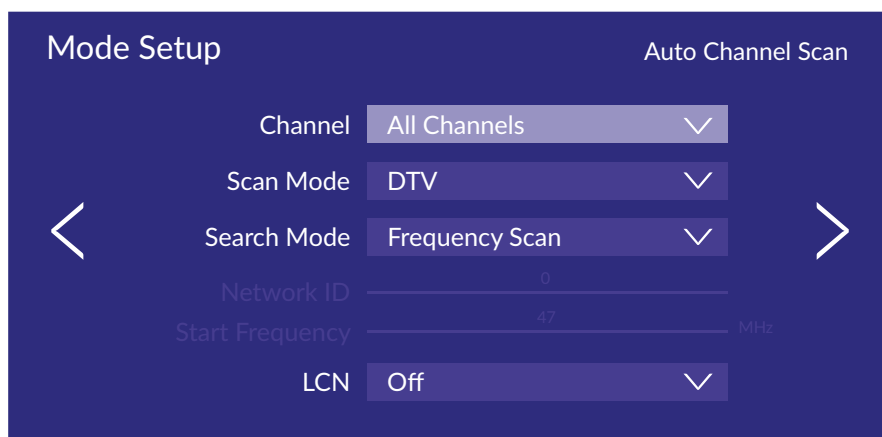 Mode Setup
Auto Channel Scan
Channel All Channels
Scan Mode DTV
Search Mode Frequency Scan
Network ID 0
Start Frequency 47 MHz
LCN Off